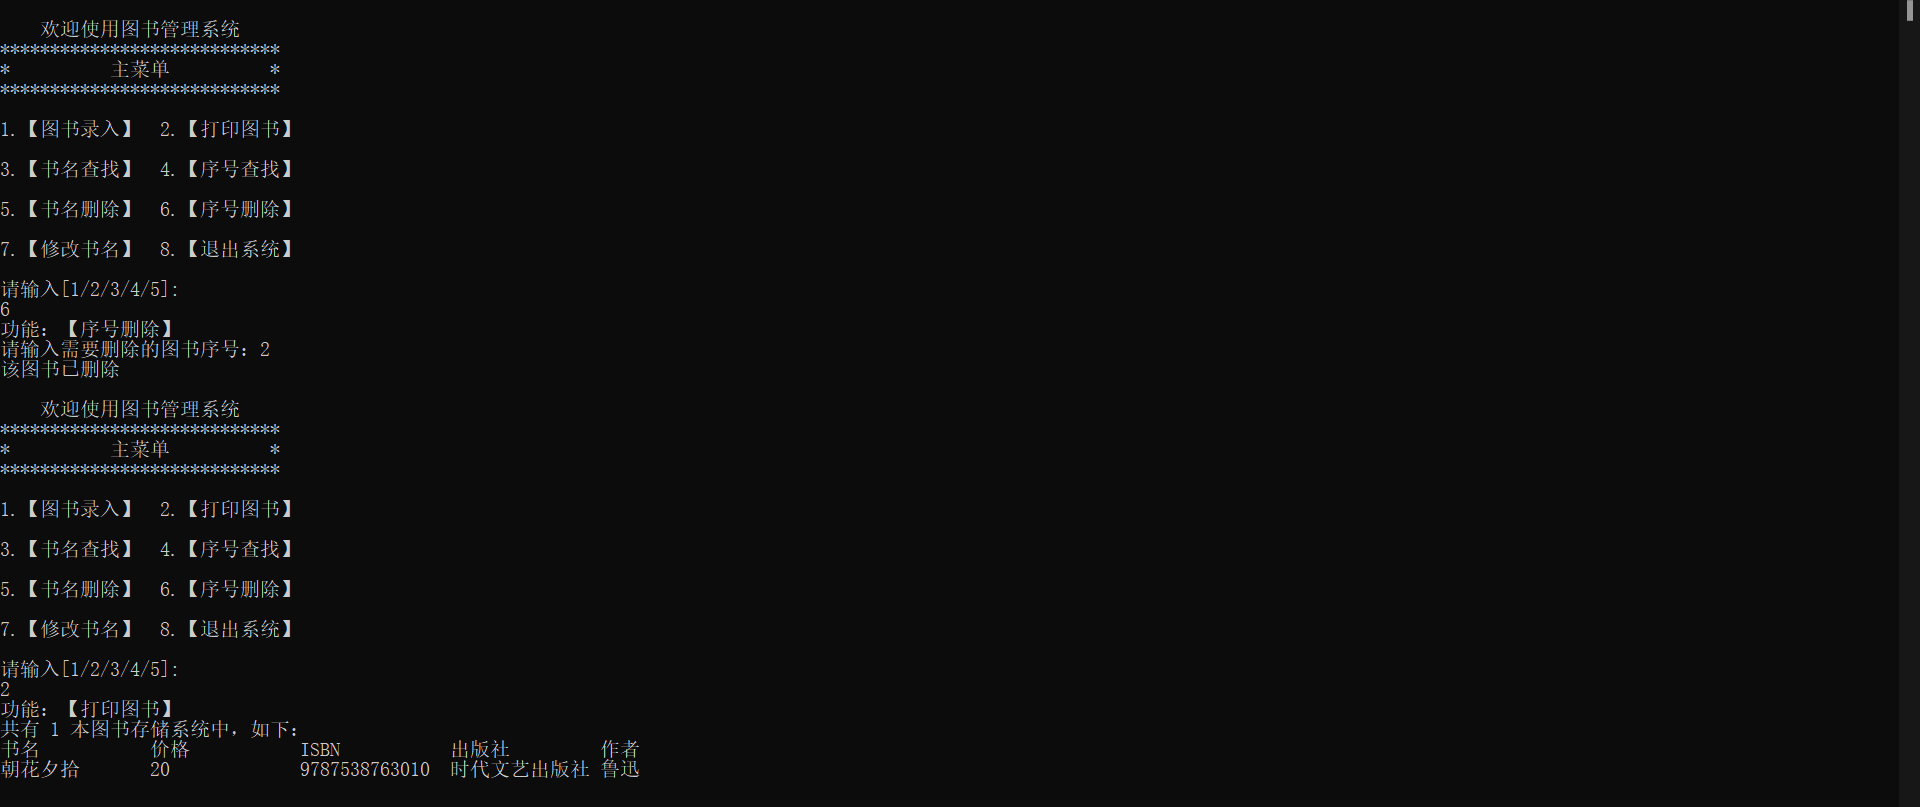 欢迎使用图书管理系统
****************************
*          主菜单          *
****************************
1.【图书录入】  2.【打印图书】
3.【书名查找】  4.【序号查找】
5.【书名删除】  6.【序号删除】
7.【修改书名】  8.【退出系统】
请输入[1/2/3/4/5]:
6
功能：【序号删除】
请输入需要删除的图书序号：2
该图书已删除
欢迎使用图书管理系统
****************************
*          主菜单          *
****************************
1.【图书录入】  2.【打印图书】
3.【书名查找】  4.【序号查找】
5.【书名删除】  6.【序号删除】
7.【修改书名】  8.【退出系统】
请输入[1/2/3/4/5]:
2
功能：【打印图书】
共有 1 本图书存储系统中，如下：
书名           价格           ISBN           出版社         作者
朝花夕拾       20             9787538763010  时代文艺出版社 鲁迅